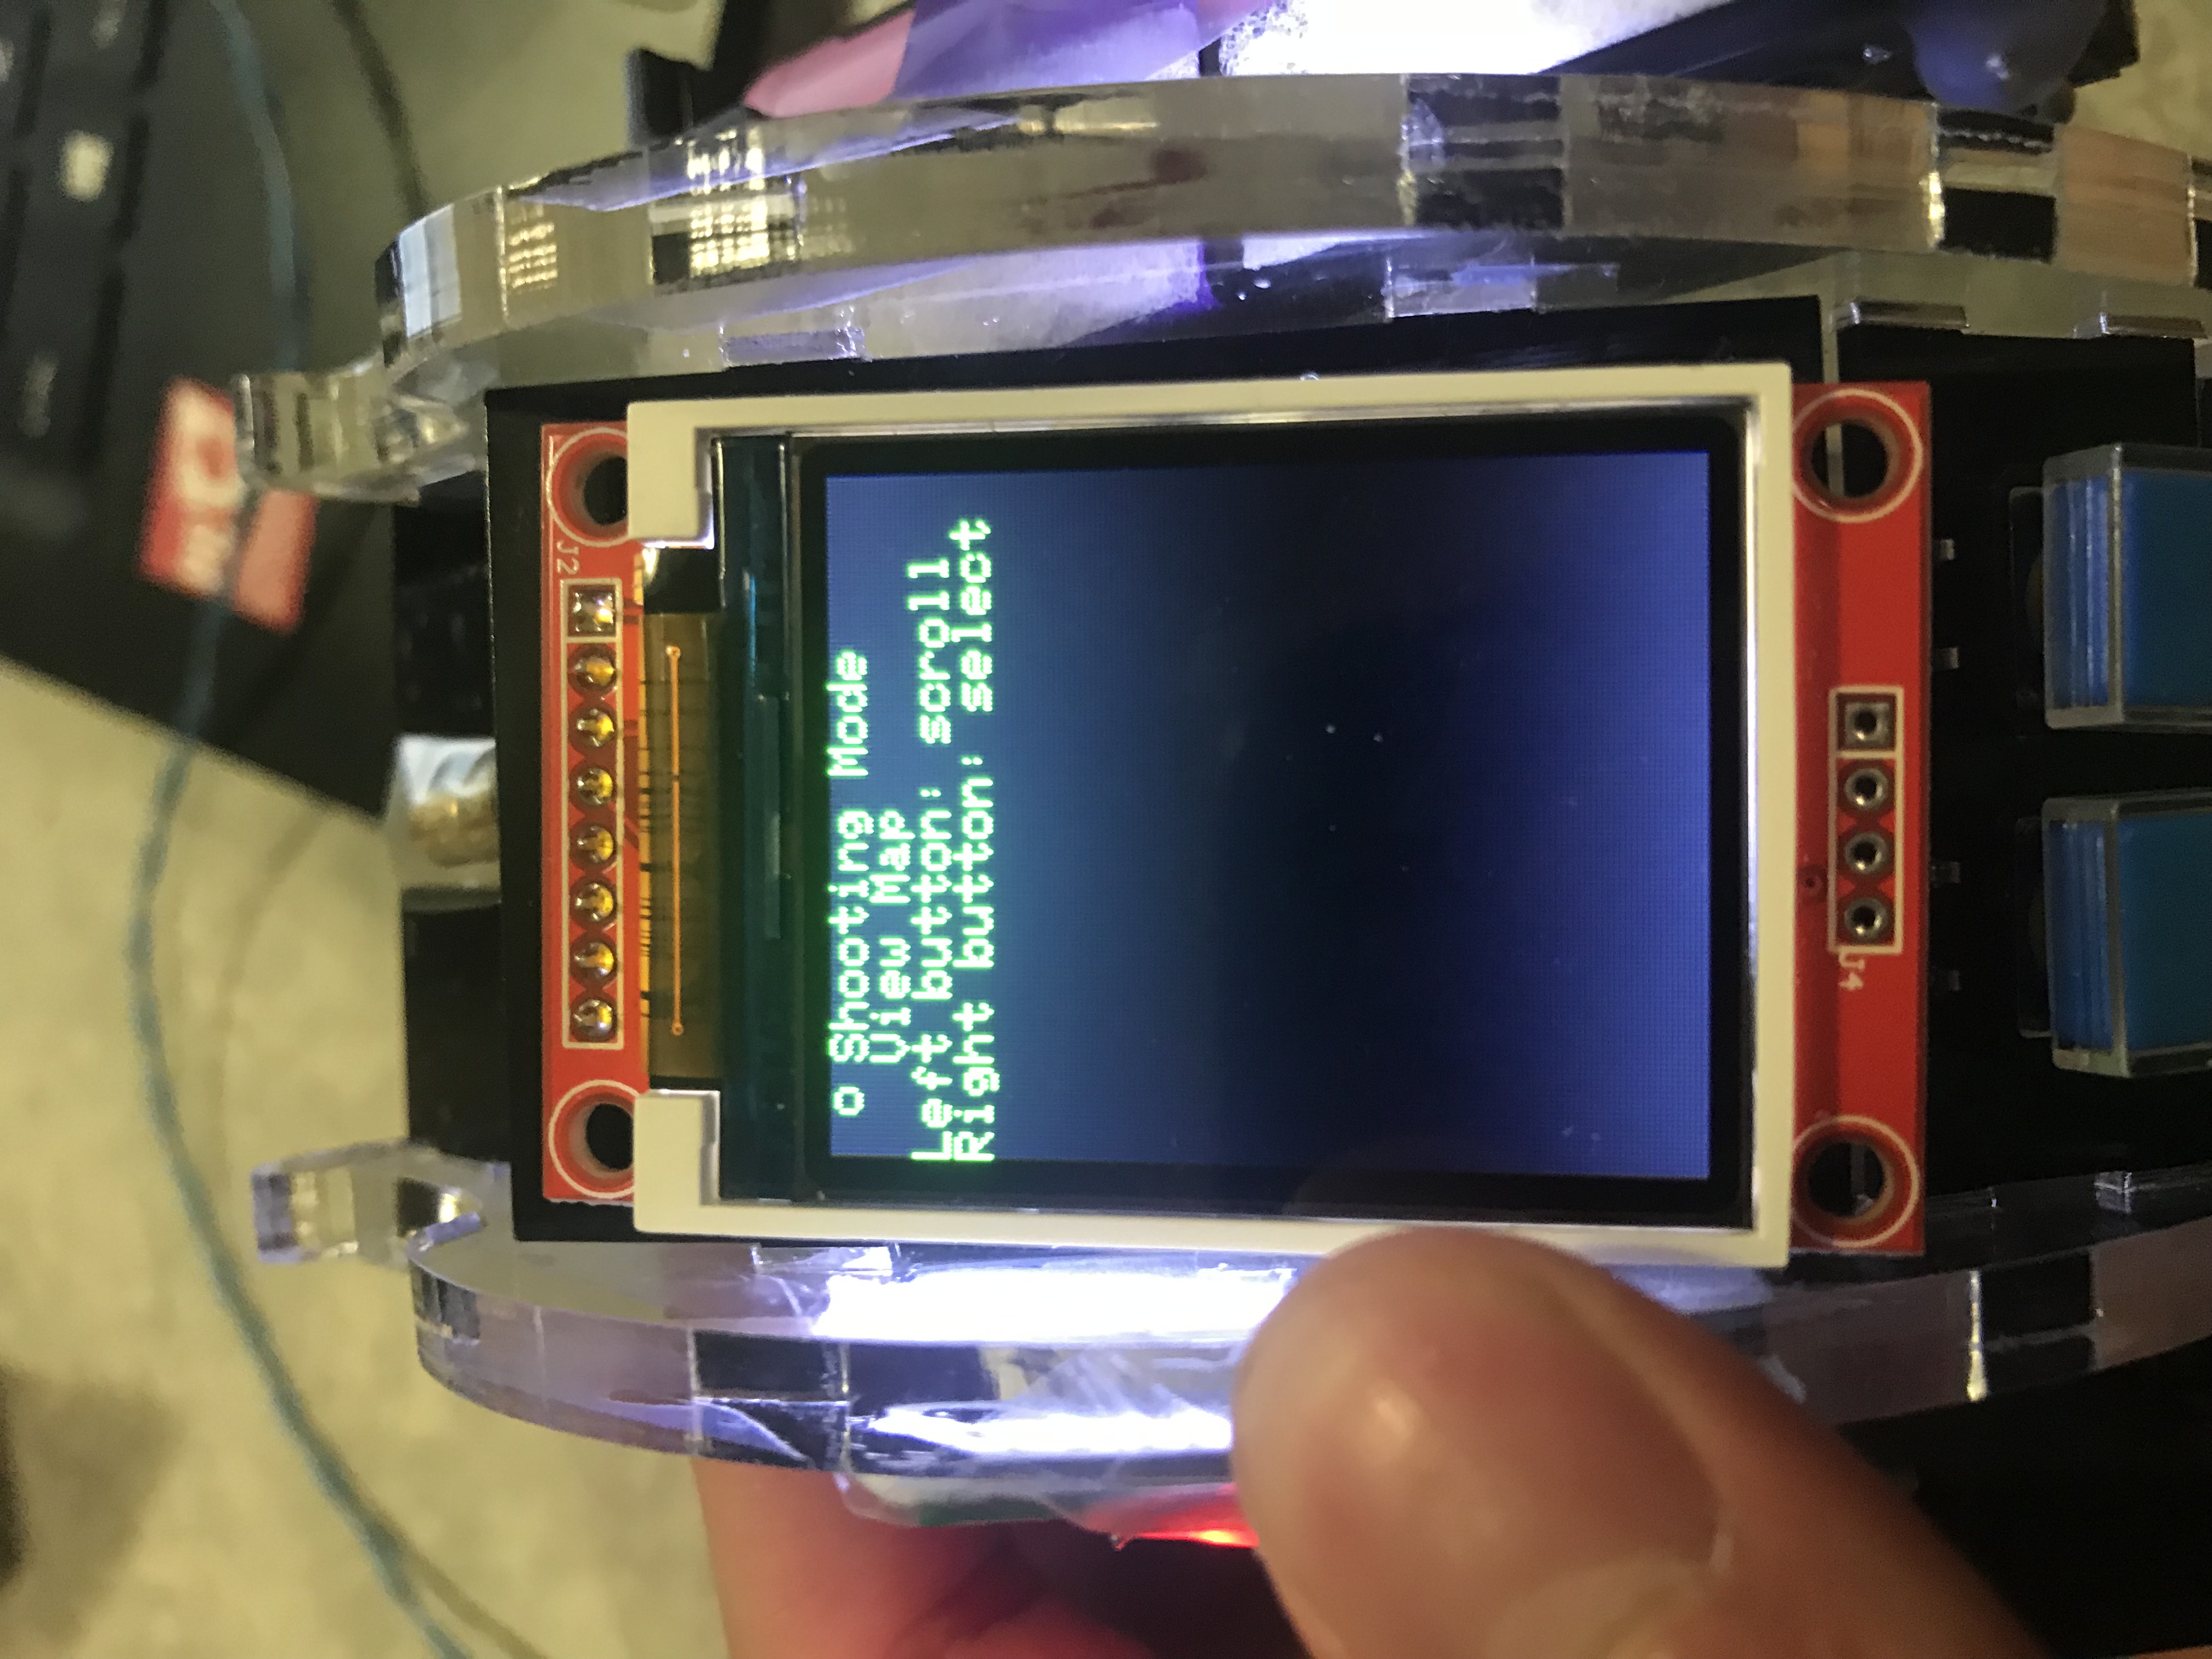 J2
o Shooting Mode
View Map
Left button: scroll
Right button: select
J4